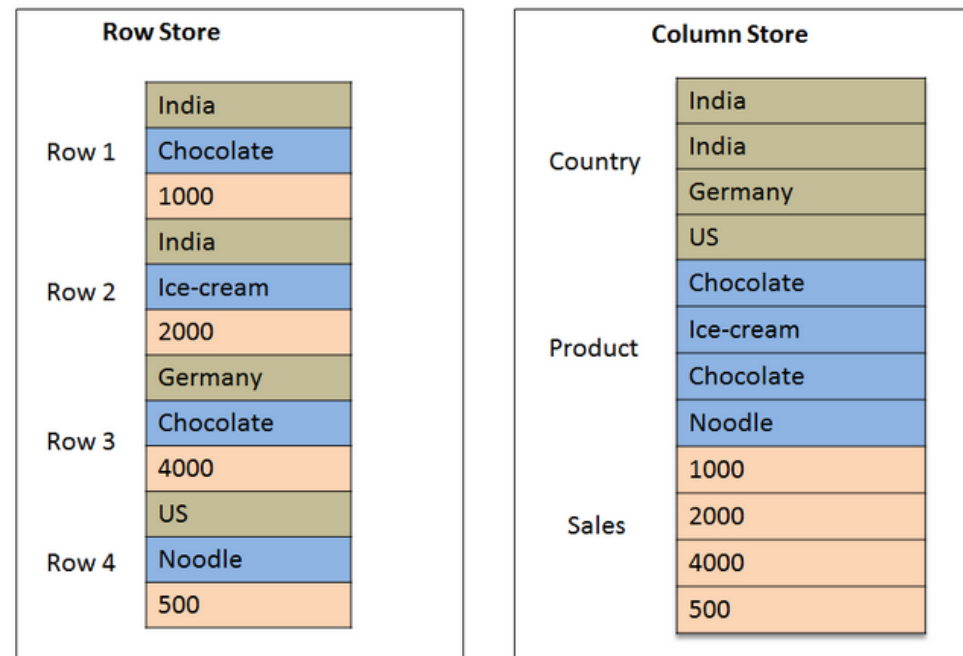 Row Store
Row 1
India
Chocolate
1000
Row 2
India
Ice-cream
2000
Row 3
Germany
Chocolate
4000
Row 4
US
Noodle
500
Column Store
Country
India
India
Germany
US
Product
Chocolate
Ice-cream
Chocolate
Noodle
Sales
1000
2000
4000
500